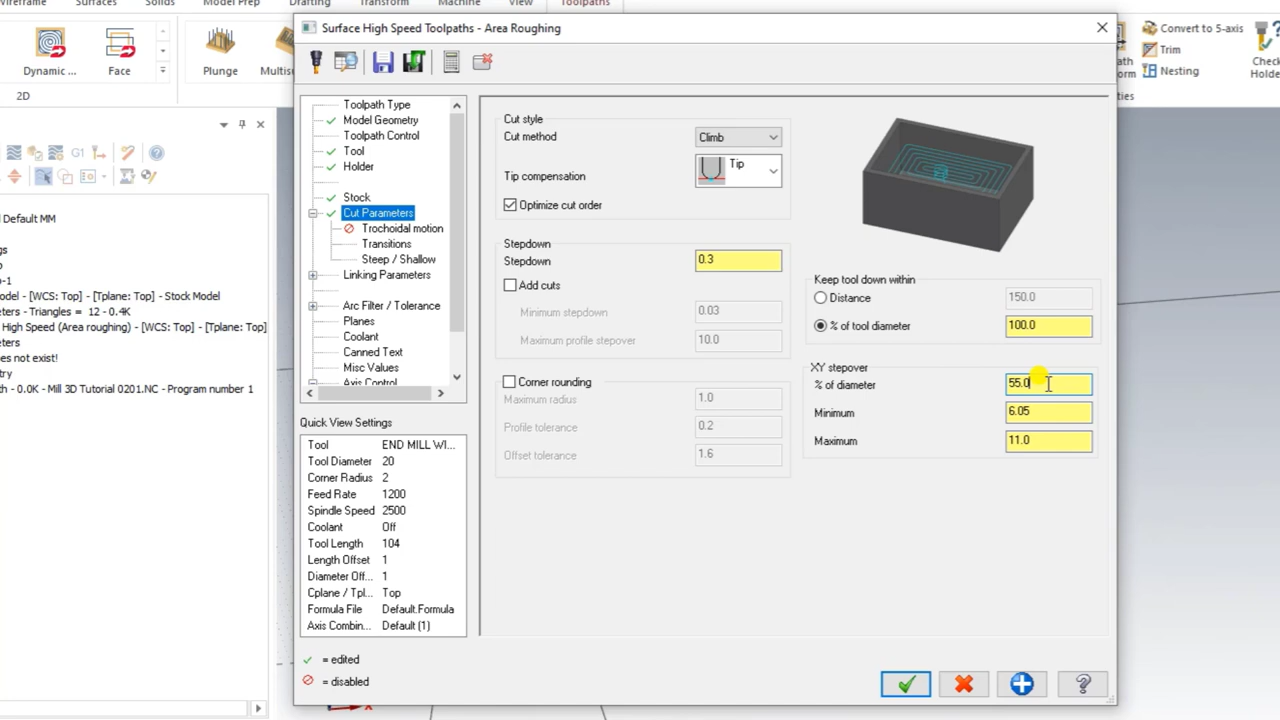 Wireframe Surfaces Solids Model Prep Drafting Transform Machine View Toolpaths
Surface High Speed Toolpaths - Area Roughing
Convert to 5-axis
Trim
Nesting
Check
Holder
Dynamic ...
Face
Plunge
2D
Toolpath Type
Model Geometry
Toolpath Control
Tool
Holder
Stock
Cut Parameters
Trochoidal motion
Transitions
Steep / Shallow
Linking Parameters
Arc Filter / Tolerance
Planes
Coolant
Canned Text
Misc Values
Axis Control
Cut style
Cut method
Climb
Tip compensation
Tip
Optimize cut order
Stepdown
Stepdown
0.3
Add cuts
Minimum stepdown
0.03
Maximum profile stepover
10.0
Corner rounding
Maximum radius
1.0
Profile tolerance
0.2
Offset tolerance
1.6
Keep tool down within
Distance
150.0
% of tool diameter
100.0
XY stepover
% of diameter
55.0
Minimum
6.05
Maximum
11.0
G1
d Default MM
gs
p
p-1
odel - [WCS: Top] - [Tplane: Top] - Stock Model
eters - Triangles = 12 - 0.4K
High Speed (Area roughing) - [WCS: Top] - [Tplane: Top]
eters
es not exist!
etry
th - 0.0K - Mill 3D Tutorial 0201.NC - Program number 1
Quick View Settings
Tool END MILL WI...
Tool Diameter 20
Corner Radius 2
Feed Rate 1200
Spindle Speed 2500
Coolant Off
Tool Length 104
Length Offset 1
Diameter Off... 1
Cplane / Tpl... Top
Formula File Default.Formula
Axis Combin... Default (1)
= edited
= disabled